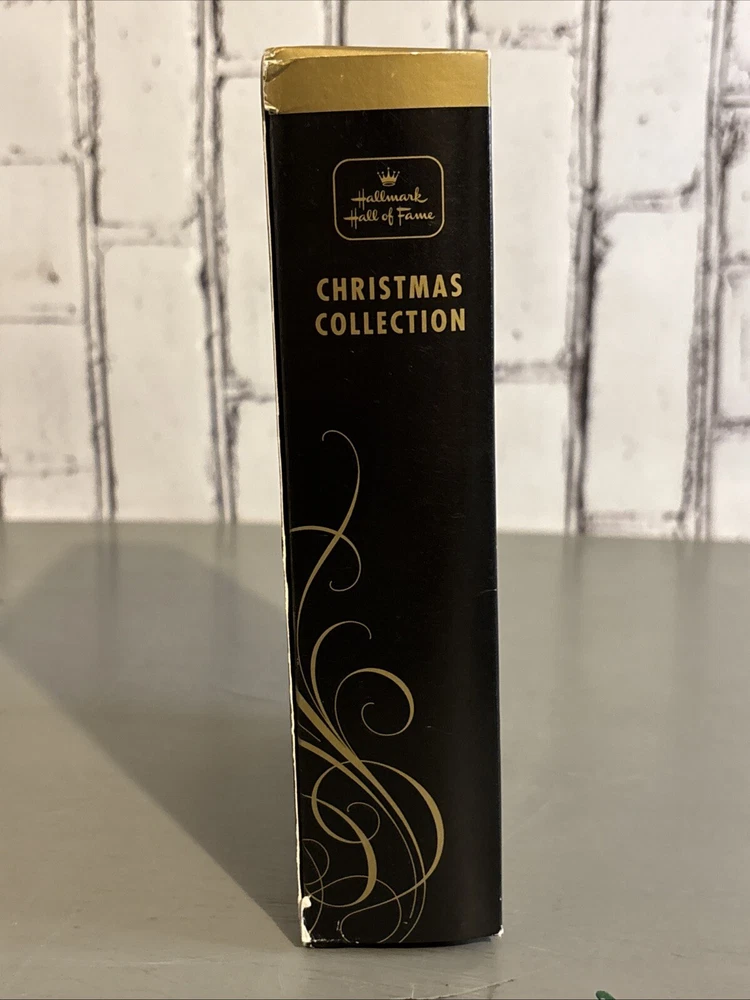 Hallmark
Hall of Fame
CHRISTMAS
COLLECTION